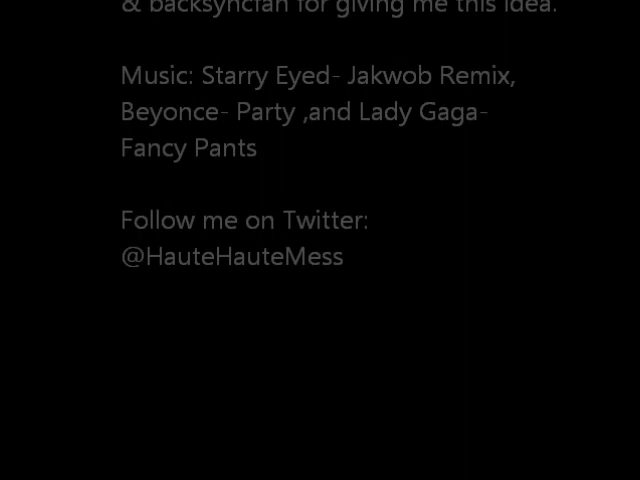 & backsyncfan for giving me this idea.
Music: Starry Eyed- Jakwob Remix,
Beyonce- Party ,and Lady Gaga-
Fancy Pants
Follow me on Twitter:
@HauteHauteMess